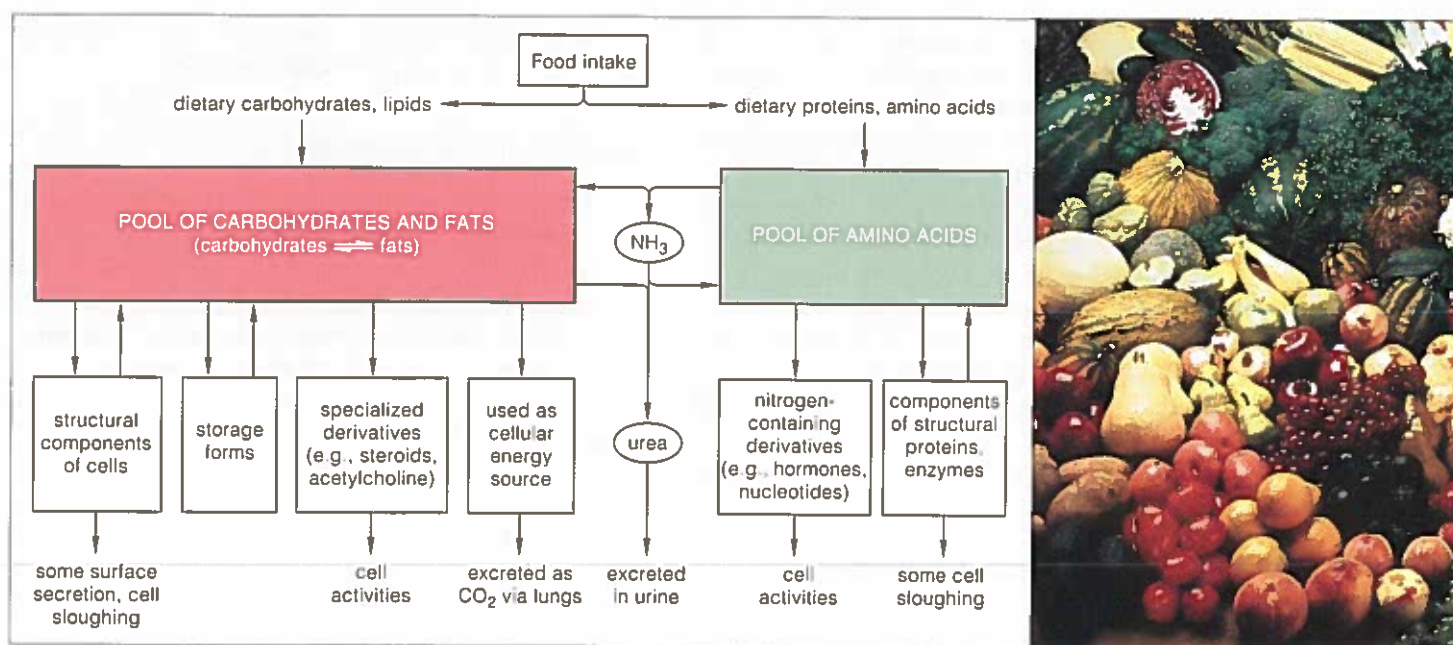 Food intake
dietary carbohydrates, lipids
dietary proteins, amino acids
POOL OF CARBOHYDRATES AND FATS
(carbohydrates ⇌ fats)
NH₃
POOL OF AMINO ACIDS
structural
components
of cells
storage
forms
specialized
derivatives
(e.g., steroids,
acetylcholine)
used as
cellular
energy
source
urea
nitrogen-
containing
derivatives
(e.g., hormones,
nucleotides)
components
of structural
proteins,
enzymes
some surface
secretion, cell
sloughing
cell
activities
excreted as
CO₂ via lungs
excreted
in urine
cell
activities
some cell
sloughing